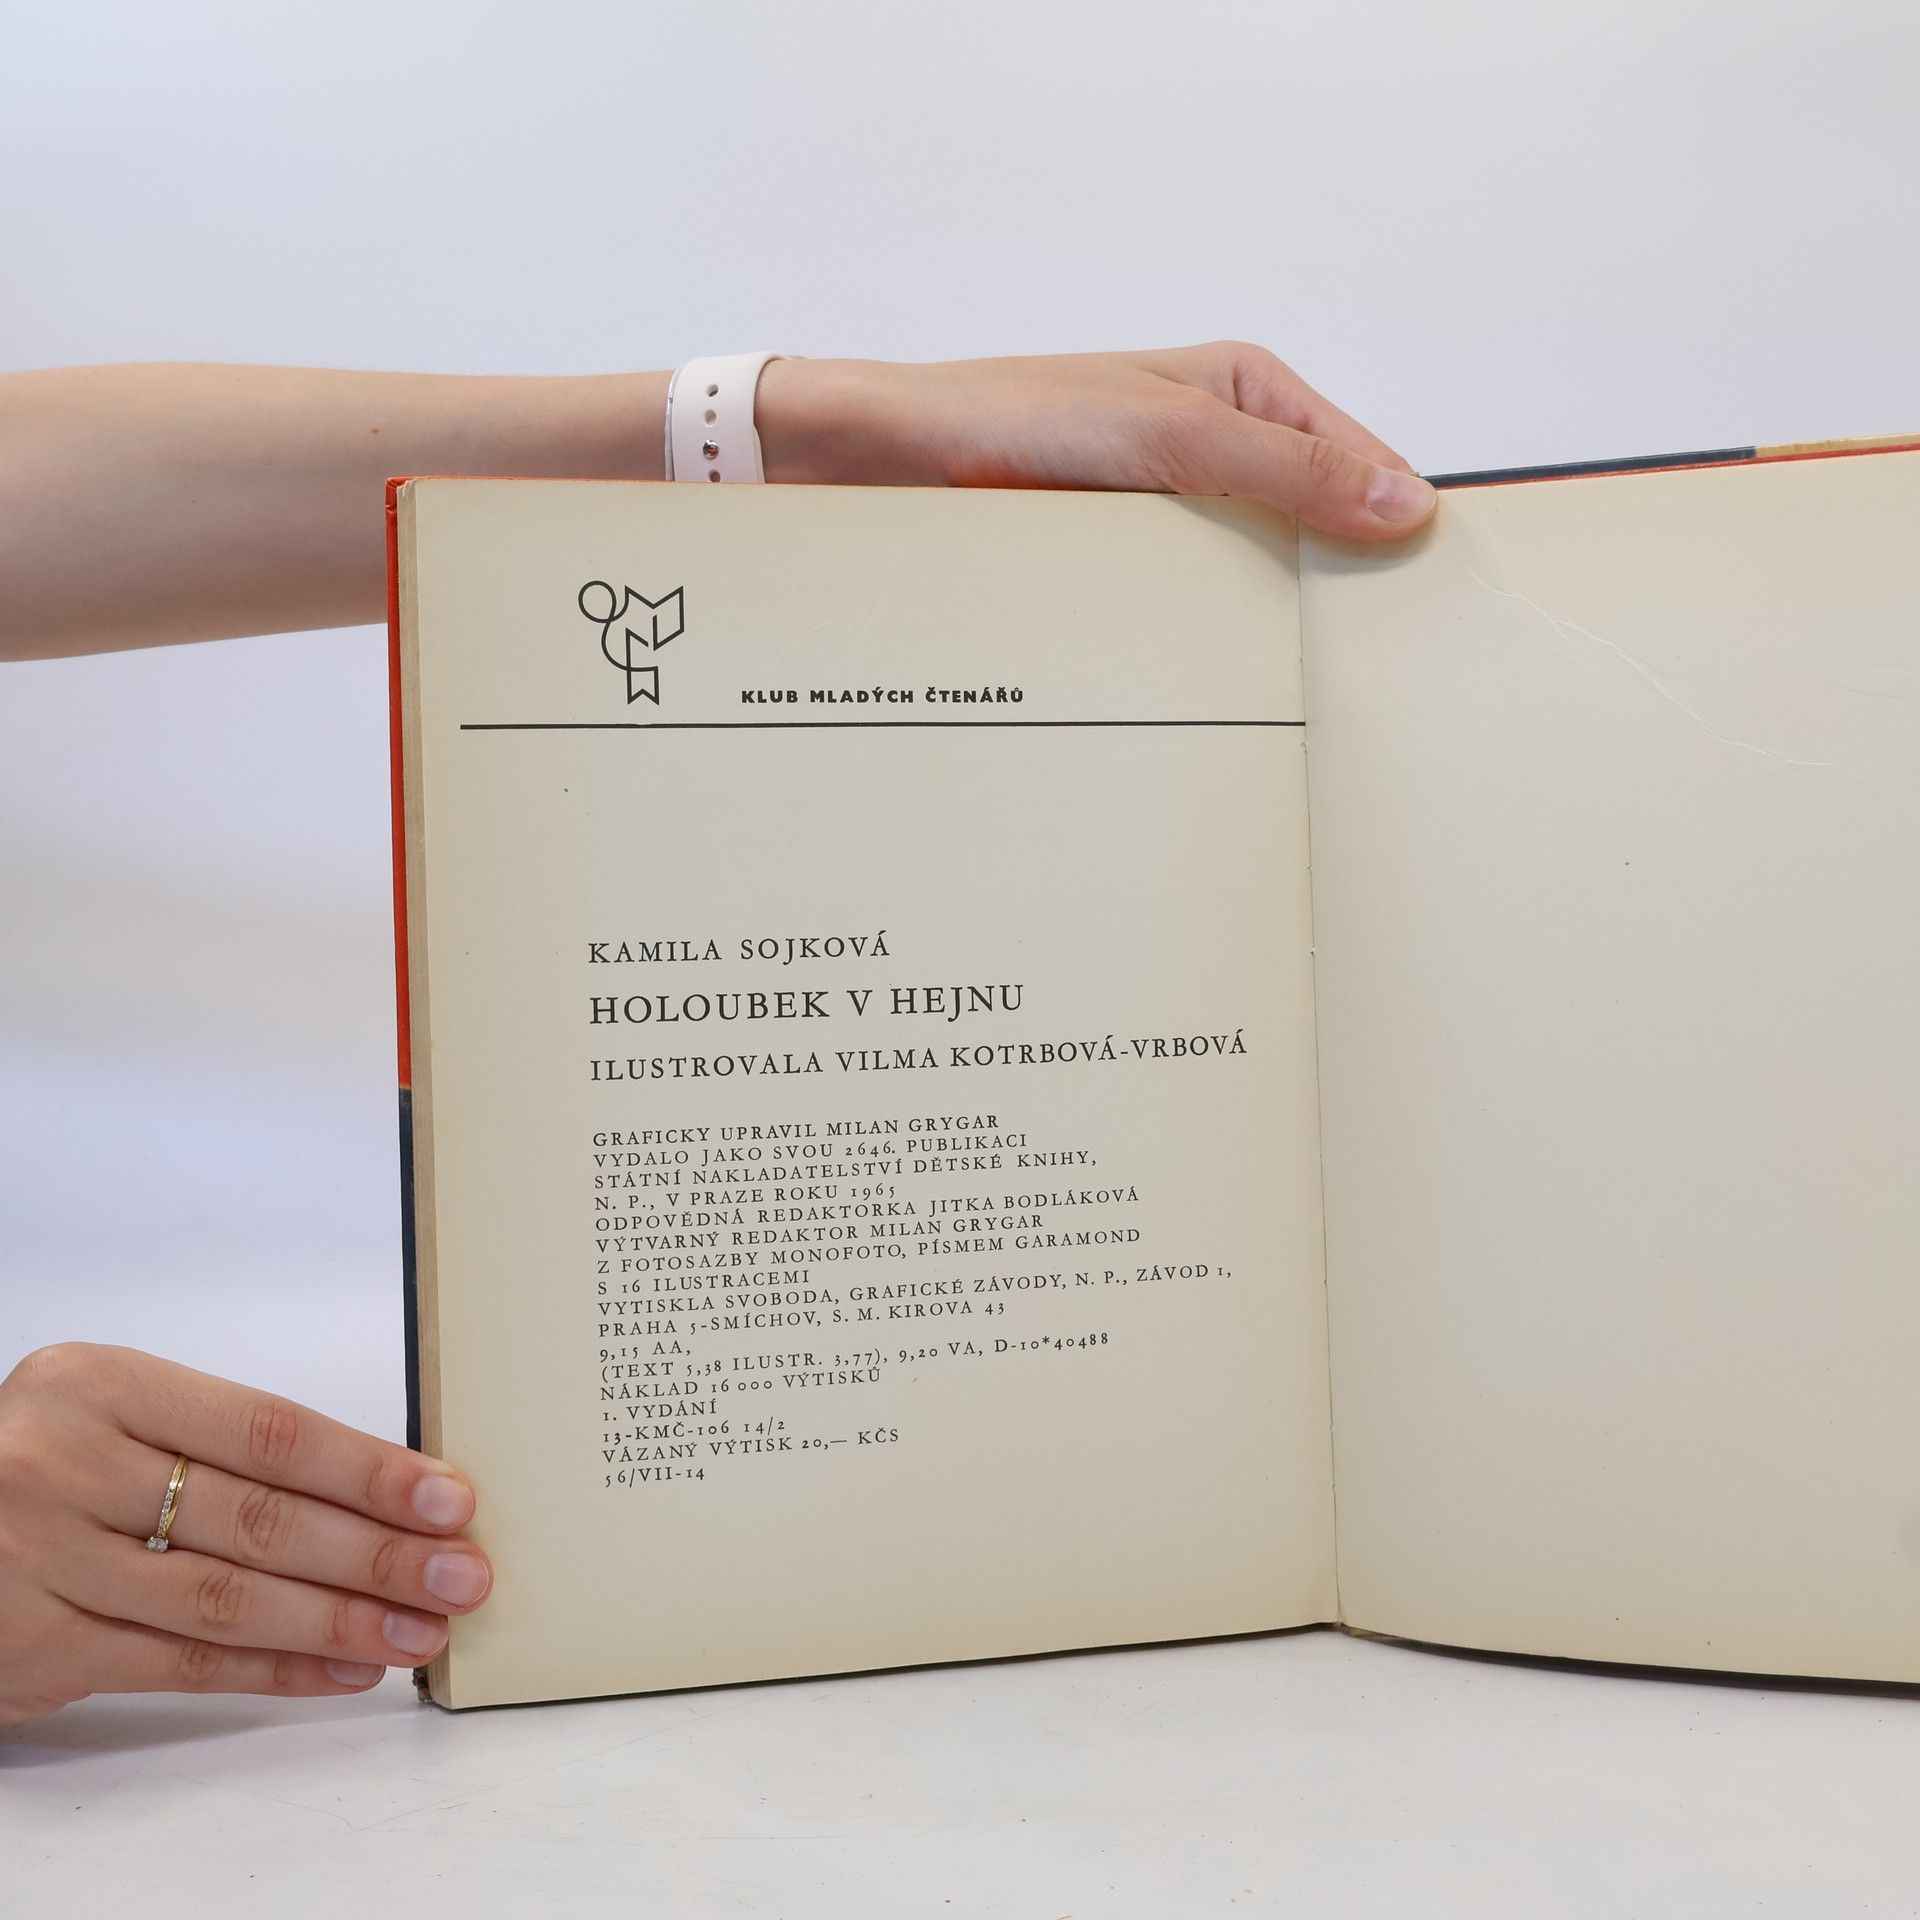 KLUB MLADÝCH ČTENÁŘŮ
KAMILA SOJKOVÁ
HOLOUBEK V HEJNU
ILUSTROVALA VILMA KOTRBOVÁ-VRBOVÁ
GRAFICKY UPRAVIL MILAN GRYGAR
VYDALO JAKO SVOU 2646. PUBLIKACI
STÁTNÍ NAKLADATELSTVÍ DĚTSKÉ KNIHY,
N. P., V PRAZE ROKU 1965
ODPOVĚDNÁ REDAKTORKA JITKA BODLÁKOVÁ
VÝTVARNÝ REDAKTOR MILAN GRYGAR
Z FOTOSAZBY MONOFOTO, PÍSMEM GARAMOND
S 16 ILUSTRACEMI
VYTISKLA SVOBODA, GRAFICKÉ ZÁVODY, N. P., ZÁVOD 1,
PRAHA 5-SMÍCHOV, S. M. KIROVA 43
9,15 AA,
(TEXT 5,38 ILUSTR. 3,77), 9,20 VA, D-10*40488
NÁKLAD 16 000 VÝTISKŮ
1. VYDÁNÍ
13-KMČ-106 14/2
VÁZANÝ VÝTISK 20,— KČS
56/VII-14